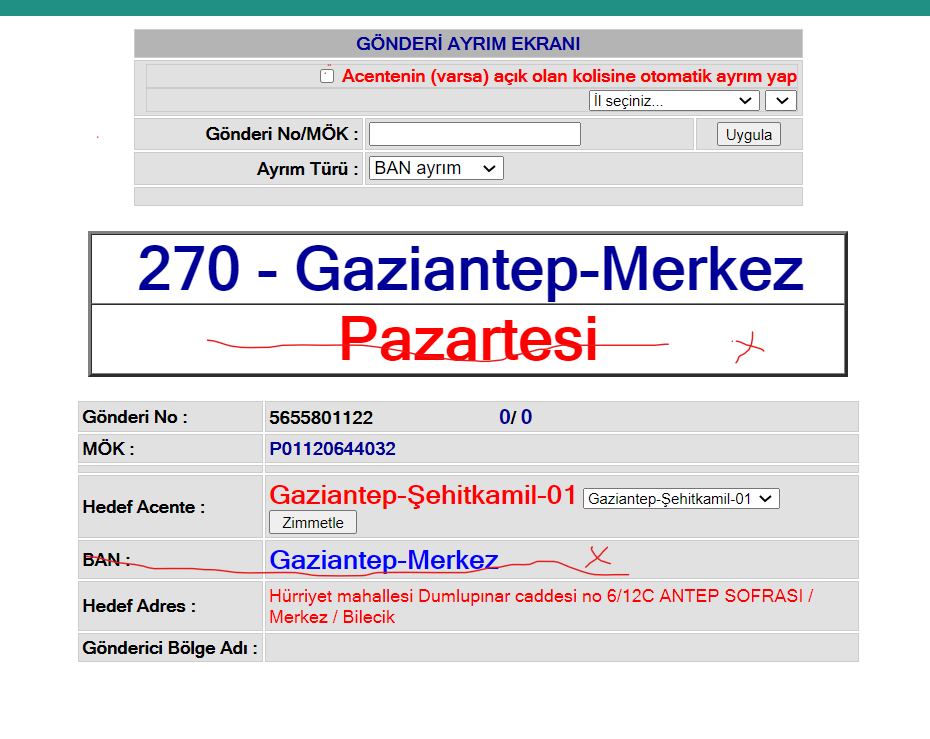 GÖNDERİ AYRIM EKRANI
Acentenin (varsa) açık olan kolisine otomatik ayrım yap
İl seçiniz...
Gönderi No/MÖK :
Uygula
Ayrım Türü : BAN ayrım
270 - Gaziantep-Merkez
Pazartesi
Gönderi No : 5655801122 0/ 0
MÖK : P01120644032
Hedef Acente : Gaziantep-Şehitkamil-01 Gaziantep-Şehitkamil-01
Zimmetle
BAN : Gaziantep-Merkez
Hedef Adres : Hürriyet mahallesi Dumlupınar caddesi no 6/12C ANTEP SOFRASI /
Merkez / Bilecik
Gönderici Bölge Adı :